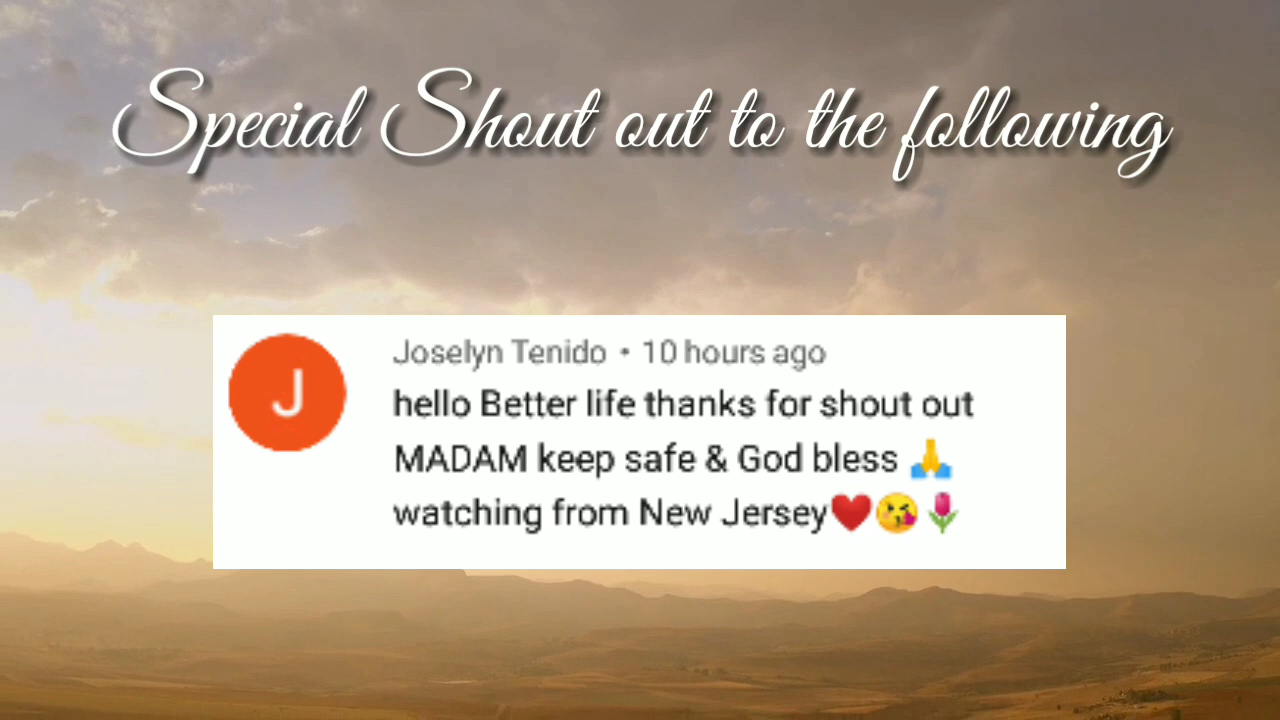 Special Shout out to the following
J
Joselyn Tenido • 10 hours ago
hello Better life thanks for shout out
MADAM keep safe & God bless 🙏
watching from New Jersey❤️😘🌷